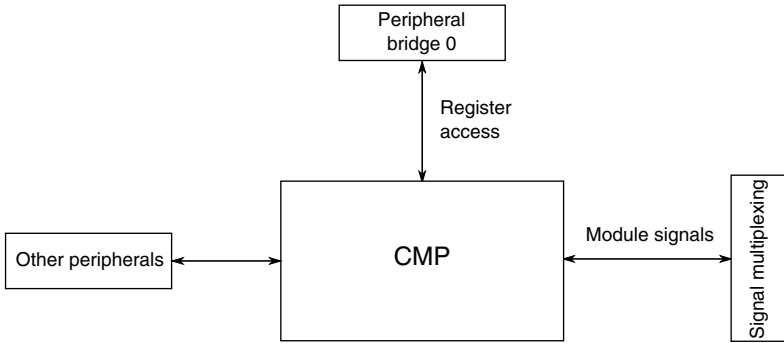 Peripheral
bridge 0
Register
access
Other peripherals
CMP
Module signals
Signal multiplexing